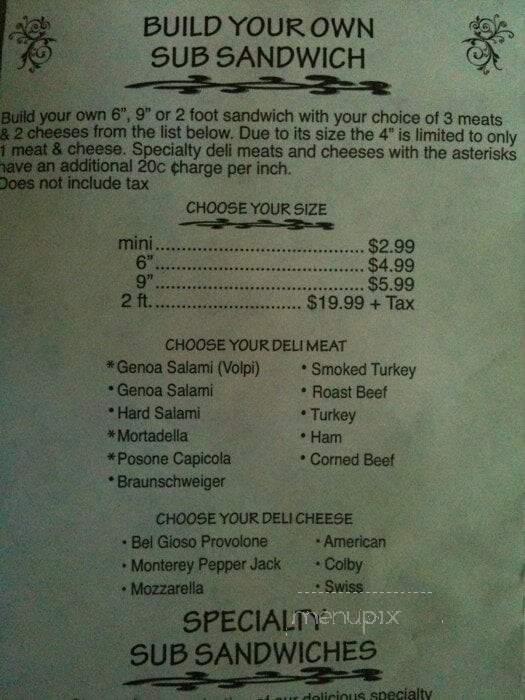 BUILD YOUR OWN
SUB SANDWICH
Build your own 6", 9" or 2 foot sandwich with your choice of 3 meats
& 2 cheeses from the list below. Due to its size the 4" is limited to only
1 meat & cheese. Specialty deli meats and cheeses with the asterisks
have an additional 20c charge per inch.
Does not include tax
CHOOSE YOUR SIZE
mini................................ $2.99
6"................................ $4.99
9"................................ $5.99
2 ft....................... $19.99 + Tax
CHOOSE YOUR DELI MEAT
*Genoa Salami (Volpi)
• Genoa Salami
• Hard Salami
*Mortadella
*Posone Capicola
• Braunschweiger
• Smoked Turkey
• Roast Beef
• Turkey
• Ham
• Corned Beef
CHOOSE YOUR DELI CHEESE
• Bel Gioso Provolone
• Monterey Pepper Jack
• Mozzarella
• American
• Colby
• Swiss
menupix
SPECIALTY
SUB SANDWICHES
of our delicious specialty